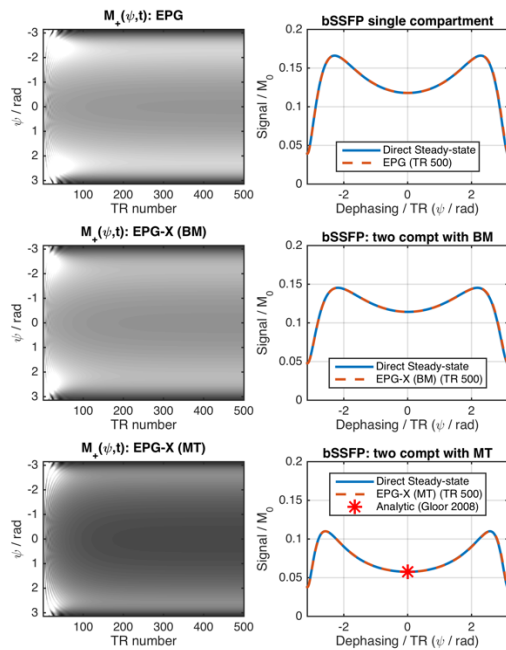 M₊(ψ,t): EPG
ψ / rad
-3
-2
-1
0
1
2
3
100 200 300 400 500
TR number
bSSFP single compartment
Signal / M₀
0.2
0.15
0.1
0.05
0
Direct Steady-state
EPG (TR 500)
-2 0 2
Dephasing / TR (ψ / rad)
M₊(ψ,t): EPG-X (BM)
ψ / rad
-3
-2
-1
0
1
2
3
100 200 300 400 500
TR number
bSSFP: two compt with BM
Signal / M₀
0.2
0.15
0.1
0.05
0
Direct Steady-state
EPG-X (BM) (TR 500)
-2 0 2
Dephasing / TR (ψ / rad)
M₊(ψ,t): EPG-X (MT)
ψ / rad
-3
-2
-1
0
1
2
3
100 200 300 400 500
TR number
bSSFP: two compt with MT
Signal / M₀
0.2
0.15
0.1
0.05
0
Direct Steady-state
EPG-X (MT) (TR 500)
Analytic (Gloor 2008)
-2 0 2
Dephasing / TR (ψ / rad)